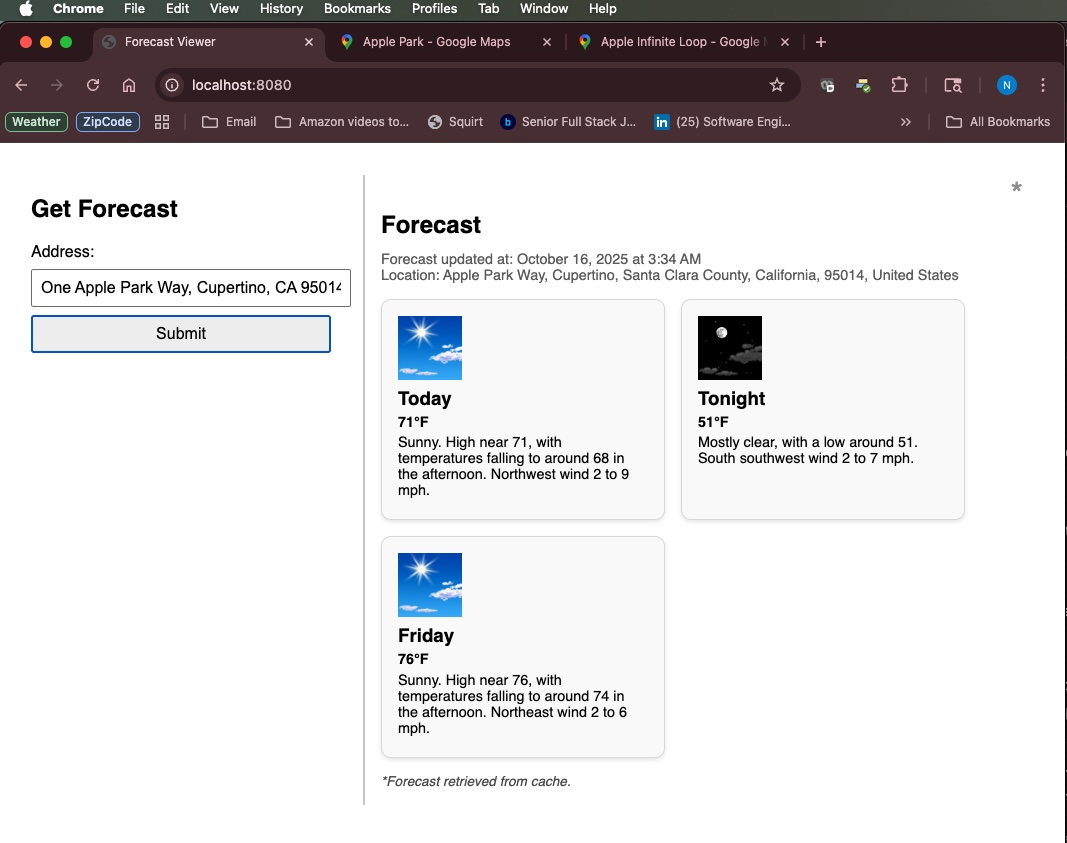 Chrome File Edit View History Bookmarks Profiles Tab Window Help
Forecast Viewer
Apple Park - Google Maps
Apple Infinite Loop - Google
localhost:8080
N
Weather
ZipCode
Email
Amazon videos to...
Squirt
b
Senior Full Stack J...
in
(25) Software Engi...
All Bookmarks
Get Forecast
Address:
One Apple Park Way, Cupertino, CA 95014
Submit
*
Forecast
Forecast updated at: October 16, 2025 at 3:34 AM
Location: Apple Park Way, Cupertino, Santa Clara County, California, 95014, United States
Today
71°F
Sunny. High near 71, with
temperatures falling to around 68 in
the afternoon. Northwest wind 2 to 9
mph.
Tonight
51°F
Mostly clear, with a low around 51.
South southwest wind 2 to 7 mph.
Friday
76°F
Sunny. High near 76, with
temperatures falling to around 74 in
the afternoon. Northeast wind 2 to 6
mph.
*Forecast retrieved from cache.